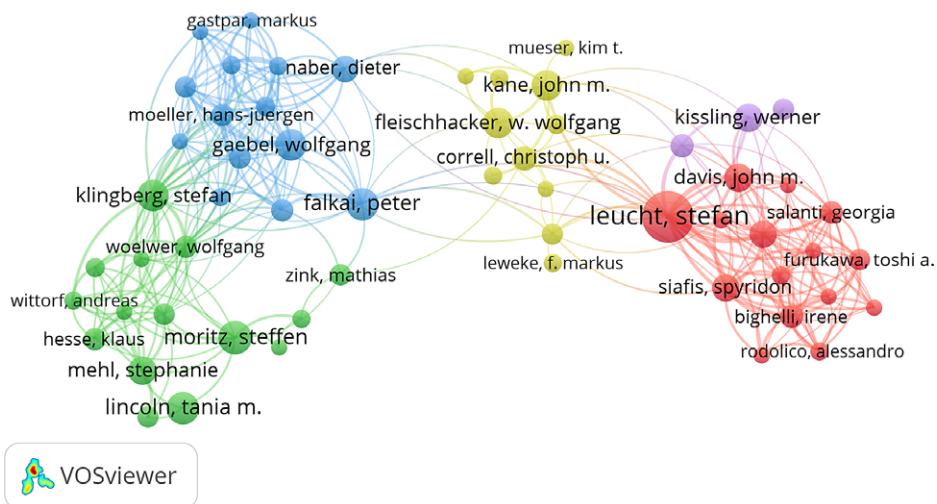 gastpar, markus
mueser, kim t.
naber, dieter
kane, john m.
moeller, hans-juergen
fleischhacker, w. wolfgang
kissling, werner
gaebel, wolfgang
correll, christoph u.
davis, john m.
klingberg, stefan
falkai, peter
leucht, stefan
salanti, georgia
woelwer, wolfgang
zink, mathias
leweke, f. markus
furukawa, toshi a.
siafis, spyridon
wittorf, andreas
bighelli, irene
hesse, klaus
moritz, steffen
rodolico, alessandro
mehl, stephanie
lincoln, tania m.
VOSviewer